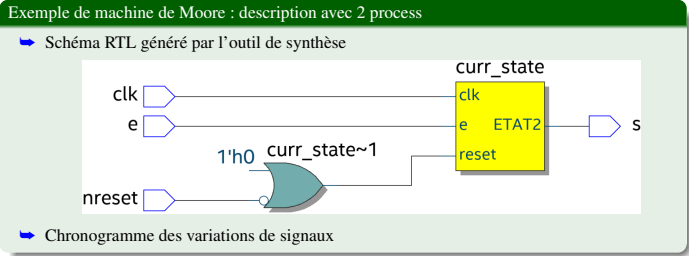 Exemple de machine de Moore : description avec 2 process
Schéma RTL généré par l'outil de synthèse
curr_state
clk
clk
e
e
ETAT2
s
1'h0
curr_state~1
reset
nreset
Chronogramme des variations de signaux